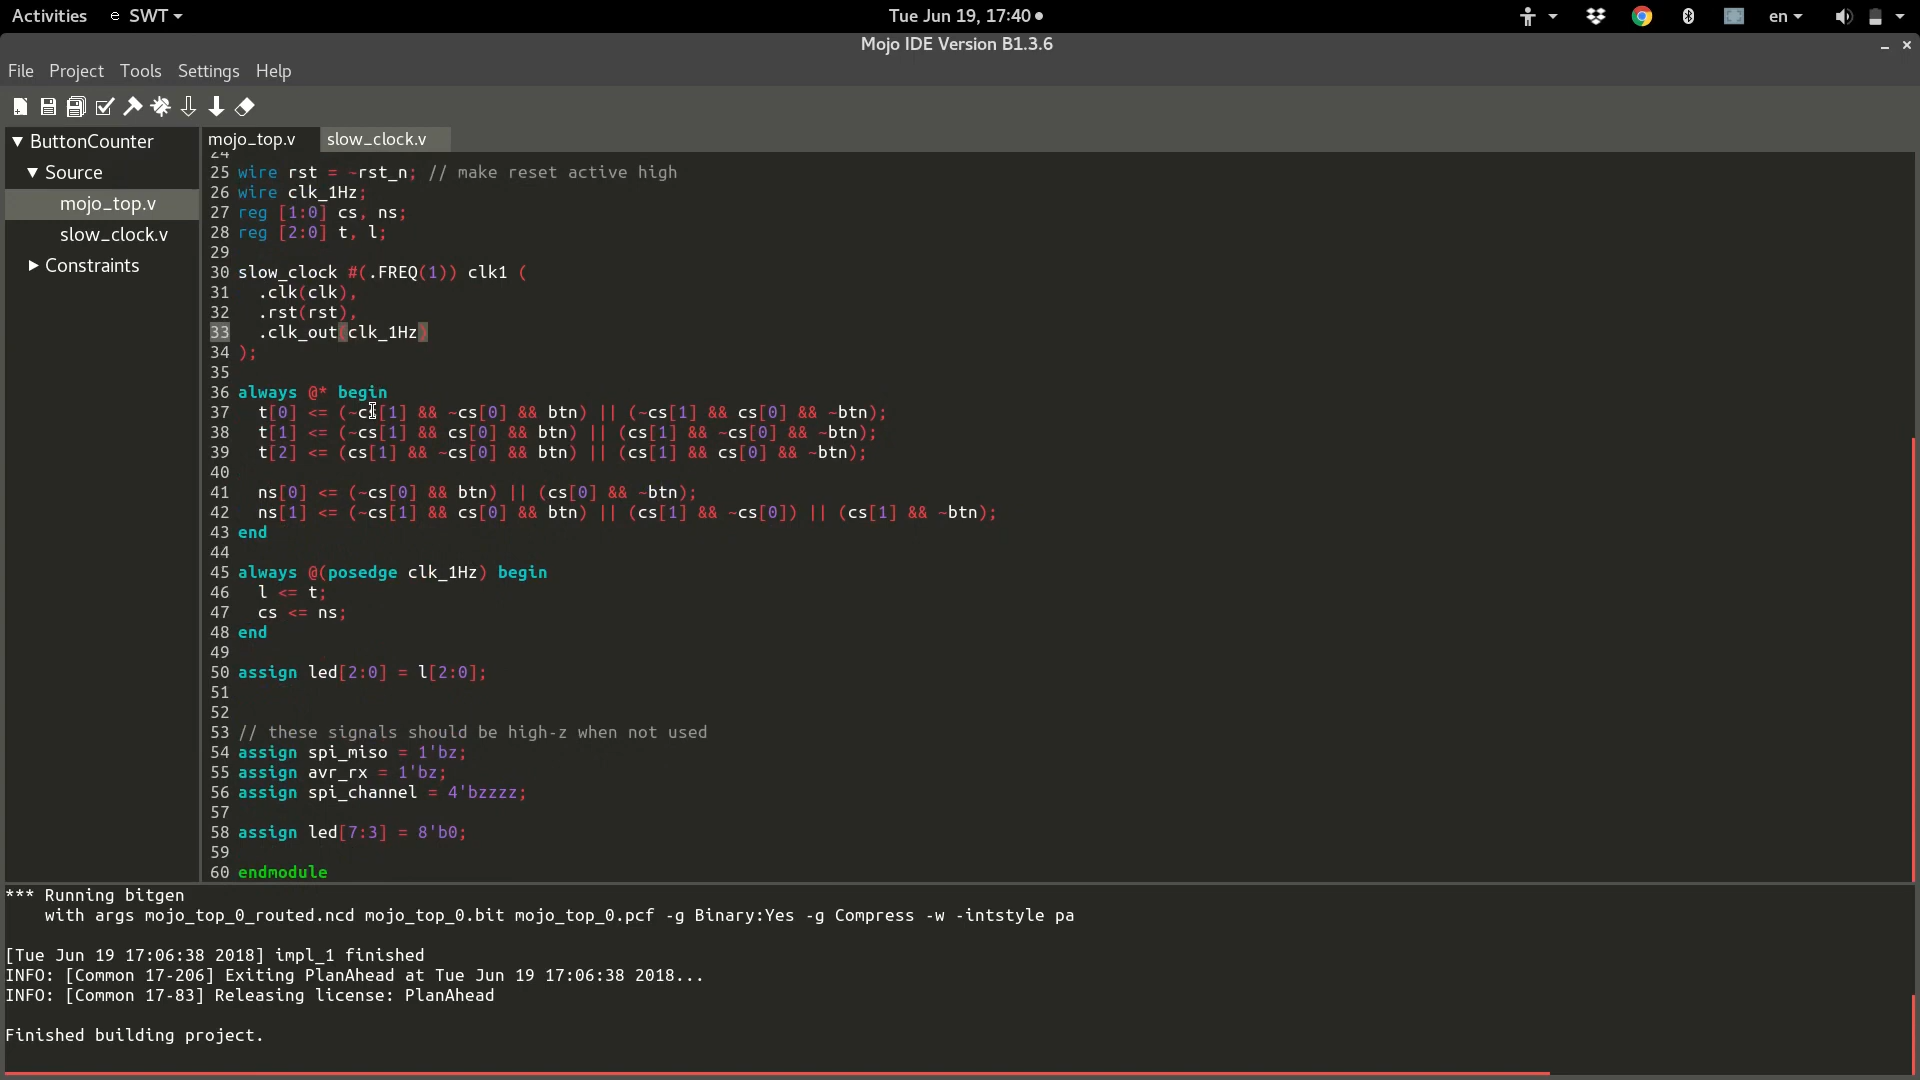 Activities SWT Tue Jun 19, 17:40 en
Mojo IDE Version B1.3.6
File Project Tools Settings Help
ButtonCounter mojo_top.v slow_clock.v
Source
mojo_top.v
slow_clock.v
Constraints
24
25 wire rst = ~rst_n; // make reset active high
26 wire clk_1Hz;
27 reg [1:0] cs, ns;
28 reg [2:0] t, l;
29
30 slow_clock #(.FREQ(1)) clk1 (
31 .clk(clk),
32 .rst(rst),
33 .clk_out(clk_1Hz)
34 );
35
36 always @* begin
37 t[0] <= (~cs[1] && ~cs[0] && btn) || (~cs[1] && cs[0] && ~btn);
38 t[1] <= (~cs[1] && cs[0] && btn) || (cs[1] && ~cs[0] && ~btn);
39 t[2] <= (cs[1] && ~cs[0] && btn) || (cs[1] && cs[0] && ~btn);
40
41 ns[0] <= (~cs[0] && btn) || (cs[0] && ~btn);
42 ns[1] <= (~cs[1] && cs[0] && btn) || (cs[1] && ~cs[0]) || (cs[1] && ~btn);
43 end
44
45 always @(posedge clk_1Hz) begin
46 l <= t;
47 cs <= ns;
48 end
49
50 assign led[2:0] = l[2:0];
51
52
53 // these signals should be high-z when not used
54 assign spi_miso = 1'bz;
55 assign avr_rx = 1'bz;
56 assign spi_channel = 4'bzzzz;
57
58 assign led[7:3] = 8'b0;
59
60 endmodule
*** Running bitgen
with args mojo_top_0_routed.ncd mojo_top_0.bit mojo_top_0.pcf -g Binary:Yes -g Compress -w -intstyle pa
[Tue Jun 19 17:06:38 2018] impl_1 finished
INFO: [Common 17-206] Exiting PlanAhead at Tue Jun 19 17:06:38 2018...
INFO: [Common 17-83] Releasing license: PlanAhead
Finished building project.